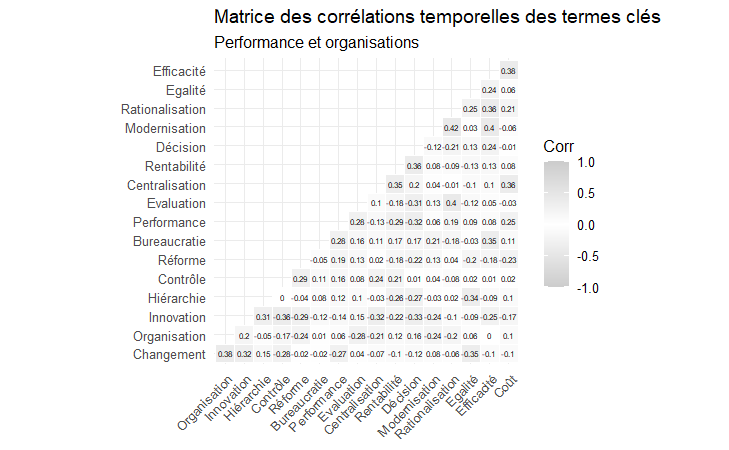 Matrice des corrélations temporelles des termes clés
Performance et organisations
Efficacité 0.38
Egalité 0.24 0.06
Rationalisation 0.25 0.36 0.21
Modernisation 0.42 0.03 0.4 -0.06
Décision -0.12 -0.21 0.13 0.24 -0.01
Rentabilité 0.36 0.08 -0.09 -0.13 0.13 0.08
Centralisation 0.35 0.2 0.04 -0.01 -0.1 0.1 0.36
Evaluation 0.1 -0.18 -0.31 0.13 0.4 -0.12 0.05 -0.03
Performance 0.28 -0.13 -0.29 -0.32 0.06 0.19 0.09 0.08 0.25
Bureaucratie 0.28 0.16 0.11 0.17 0.17 0.21 -0.18 -0.03 0.35 0.11
Réforme -0.05 0.19 0.13 0.02 -0.18 -0.22 0.13 0.04 -0.2 -0.18 -0.23
Contrôle 0.29 0.11 0.16 0.08 0.24 0.21 0.01 0.04 -0.08 0.02 0.01 0.02
Hiérarchie 0 -0.04 0.08 0.12 0.1 -0.03 -0.26 -0.27 -0.03 0.02 -0.34 -0.09 0.1
Innovation 0.31 -0.36 -0.29 -0.12 -0.14 0.15 -0.32 -0.22 -0.33 -0.24 -0.1 -0.09 -0.25 -0.17
Organisation 0.2 -0.05 -0.17 -0.24 0.01 0.06 -0.28 -0.21 0.12 0.16 -0.24 -0.2 0.06 0 0.1
Changement 0.38 0.32 0.15 -0.28 -0.02 -0.02 -0.27 0.04 -0.07 -0.1 -0.12 0.08 -0.06 -0.35 -0.1 -0.1
Organisation
Innovation
Hiérarchie
Contrôle
Réforme
Bureaucratie
Performance
Evaluation
Centralisation
Rentabilité
Décision
Modernisation
Rationalisation
Egalité
Efficacité
Coût
Corr
1.0
0.5
0.0
-0.5
-1.0